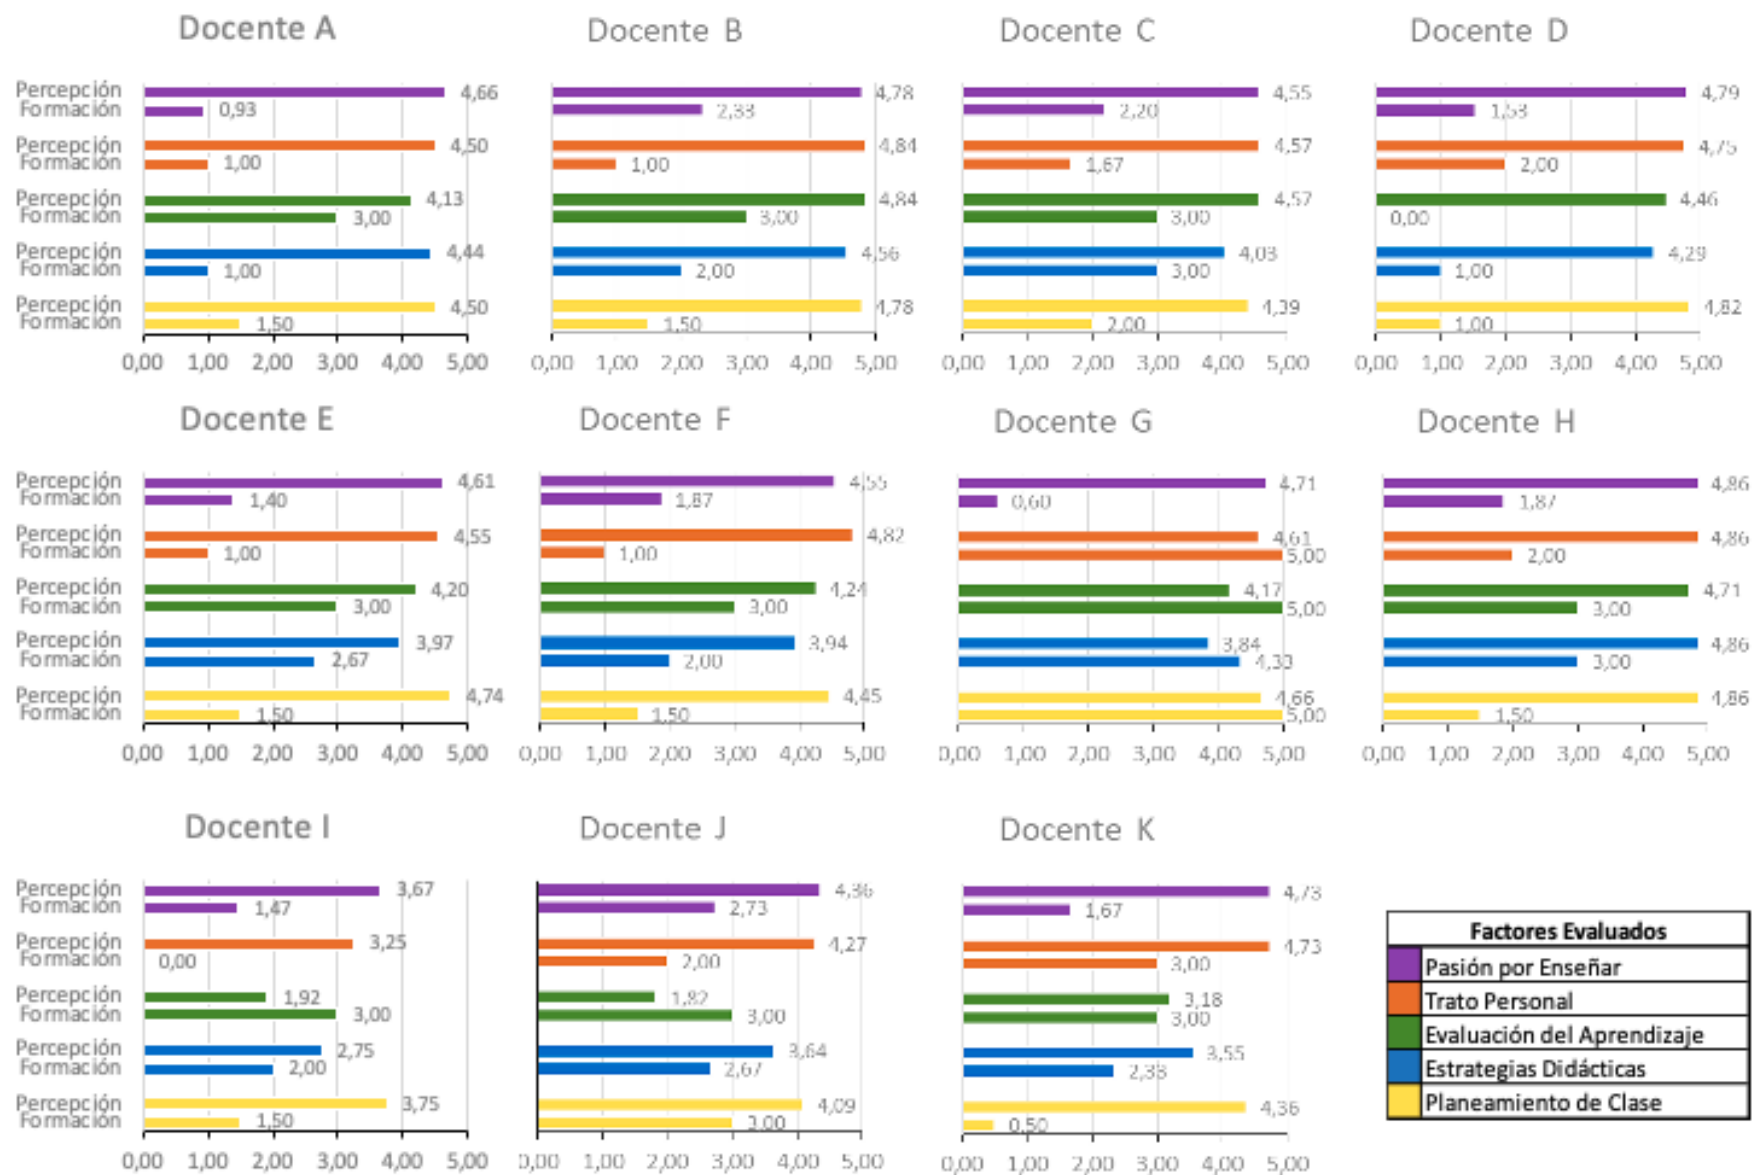 Docente A
Percepción 4,66
Formación 0,93
Percepción 4,50
Formación 1,00
Percepción 4,13
Formación 3,00
Percepción 4,44
Formación 1,00
Percepción 4,50
Formación 1,50
0,00 1,00 2,00 3,00 4,00 5,00
Docente B
4,78
2,33
4,84
1,00
4,84
3,00
4,56
2,00
4,78
1,50
0,00 1,00 2,00 3,00 4,00 5,00
Docente C
4,55
2,20
4,57
1,67
4,57
3,00
4,03
3,00
4,39
2,00
0,00 1,00 2,00 3,00 4,00 5,00
Docente D
4,79
1,53
4,75
2,00
4,46
0,00
4,29
1,00
4,82
1,00
0,00 1,00 2,00 3,00 4,00 5,00
Docente E
Percepción 4,61
Formación 1,40
Percepción 4,55
Formación 1,00
Percepción 4,20
Formación 3,00
Percepción 3,97
Formación 2,67
Percepción 4,74
Formación 1,50
0,00 1,00 2,00 3,00 4,00 5,00
Docente F
4,55
1,87
4,82
1,00
4,24
3,00
3,94
2,00
4,45
1,50
0,00 1,00 2,00 3,00 4,00 5,00
Docente G
4,71
0,60
4,61
5,00
4,17
5,00
3,84
4,33
4,66
5,00
0,00 1,00 2,00 3,00 4,00 5,00
Docente H
4,86
1,87
4,86
2,00
4,71
3,00
4,86
3,00
4,86
1,50
0,00 1,00 2,00 3,00 4,00 5,00
Docente I
Percepción 3,67
Formación 1,47
Percepción 3,25
Formación 0,00
Percepción 1,92
Formación 3,00
Percepción 2,75
Formación 2,00
Percepción 3,75
Formación 1,50
0,00 1,00 2,00 3,00 4,00 5,00
Docente J
4,36
2,73
4,27
2,00
1,82
3,00
3,64
2,67
4,09
3,00
0,00 1,00 2,00 3,00 4,00 5,00
Docente K
4,73
1,67
4,73
3,00
3,18
3,00
3,55
2,33
4,36
0,50
0,00 1,00 2,00 3,00 4,00 5,00
Factores Evaluados
Pasión por Enseñar
Trato Personal
Evaluación del Aprendizaje
Estrategias Didácticas
Planeamiento de Clase